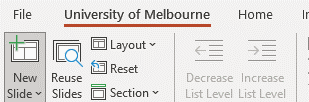 File University of Melbourne Home
New Slide
Reuse Slides
Layout
Reset
Section
Decrease List Level
Increase List Level